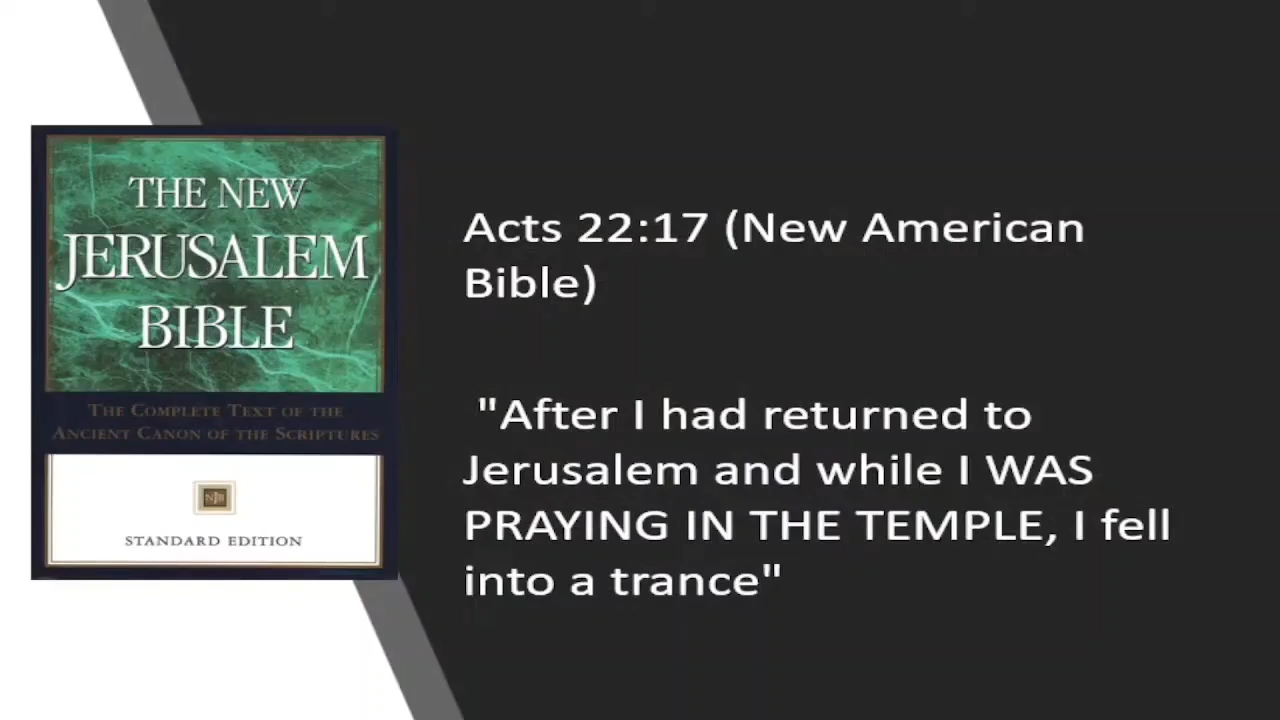 THE NEW
JERUSALEM
BIBLE
THE COMPLETE TEXT OF THE
ANCIENT CANON OF THE SCRIPTURES
NJB
STANDARD EDITION
Acts 22:17 (New American
Bible)
"After I had returned to
Jerusalem and while I WAS
PRAYING IN THE TEMPLE, I fell
into a trance"